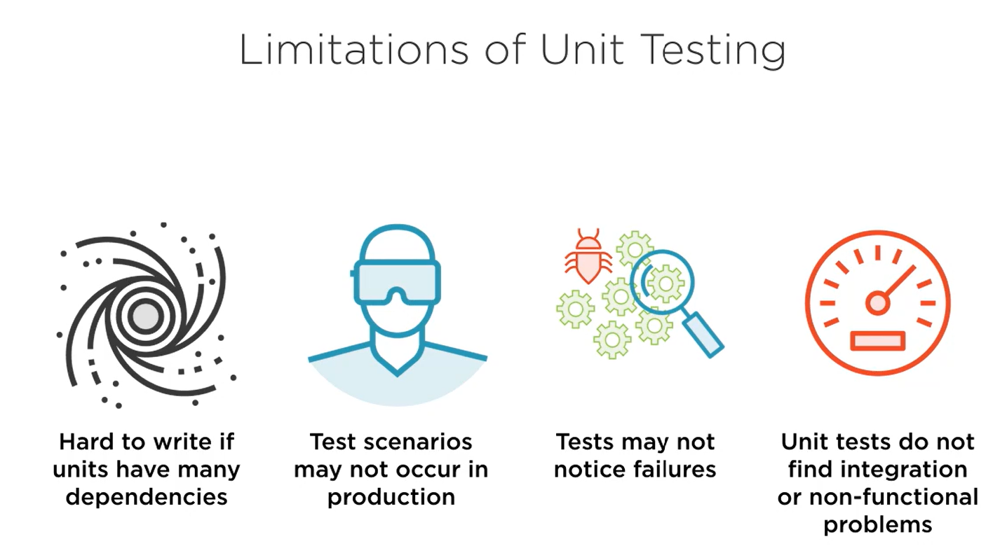 Limitations of Unit Testing
Hard to write if
units have many
dependencies
Test scenarios
may not occur in
production
Tests may not
notice failures
Unit tests do not
find integration
or non-functional
problems